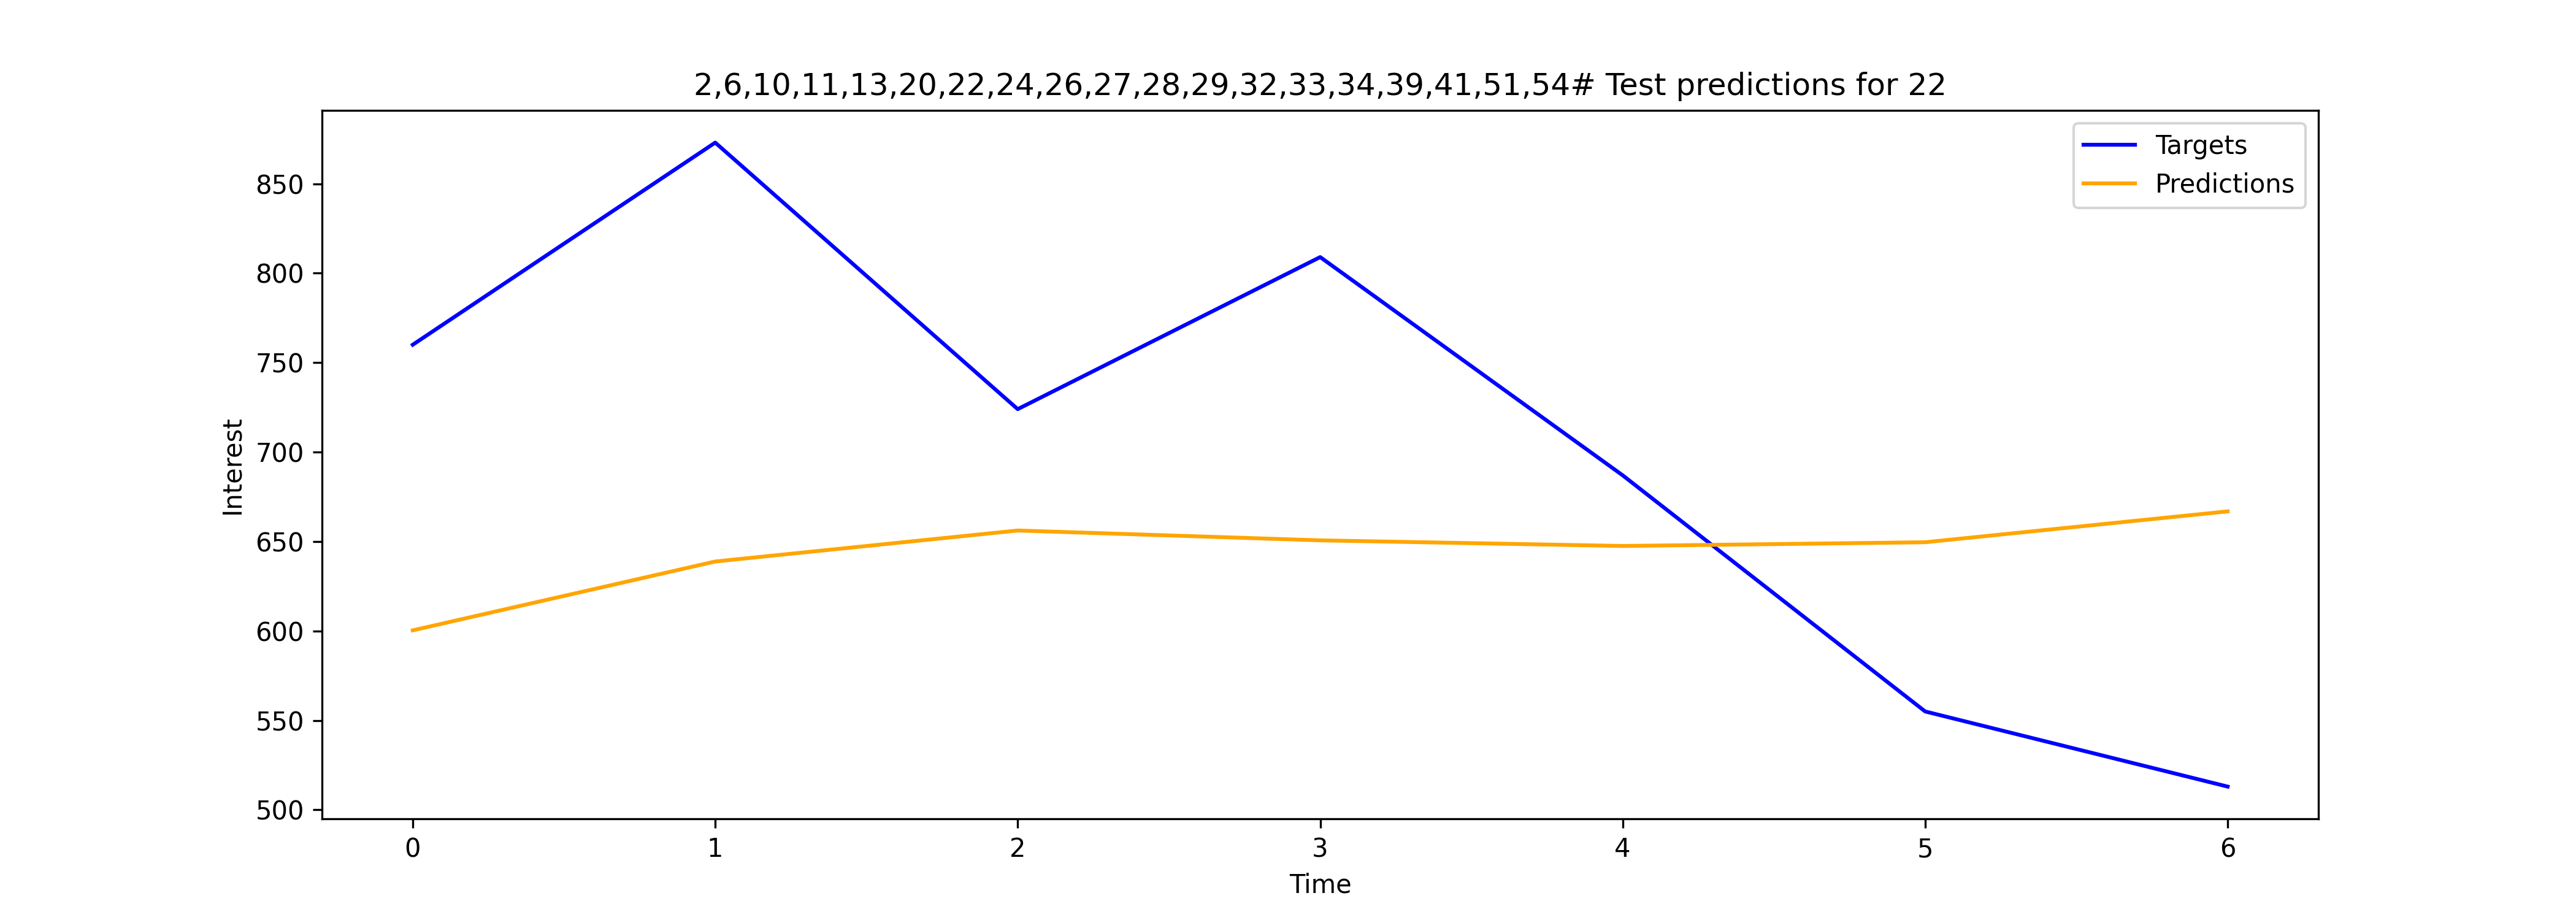 2,6,10,11,13,20,22,24,26,27,28,29,32,33,34,39,41,51,54# Test predictions for 22
Targets
Predictions
Interest
850
800
750
700
650
600
550
500
0 1 2 3 4 5 6
Time